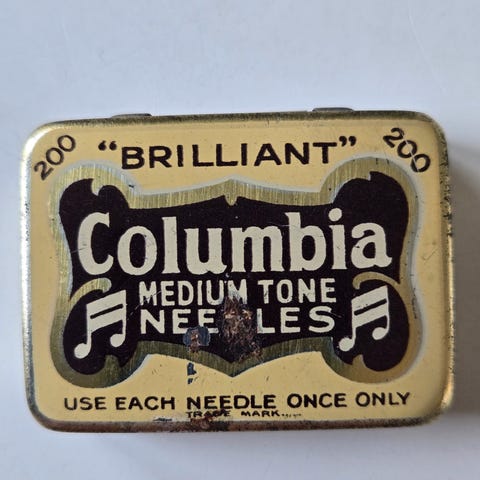 200 "BRILLIANT" 200
Columbia
MEDIUM TONE
NEEDLES
USE EACH NEEDLE ONCE ONLY
TRADE MARK